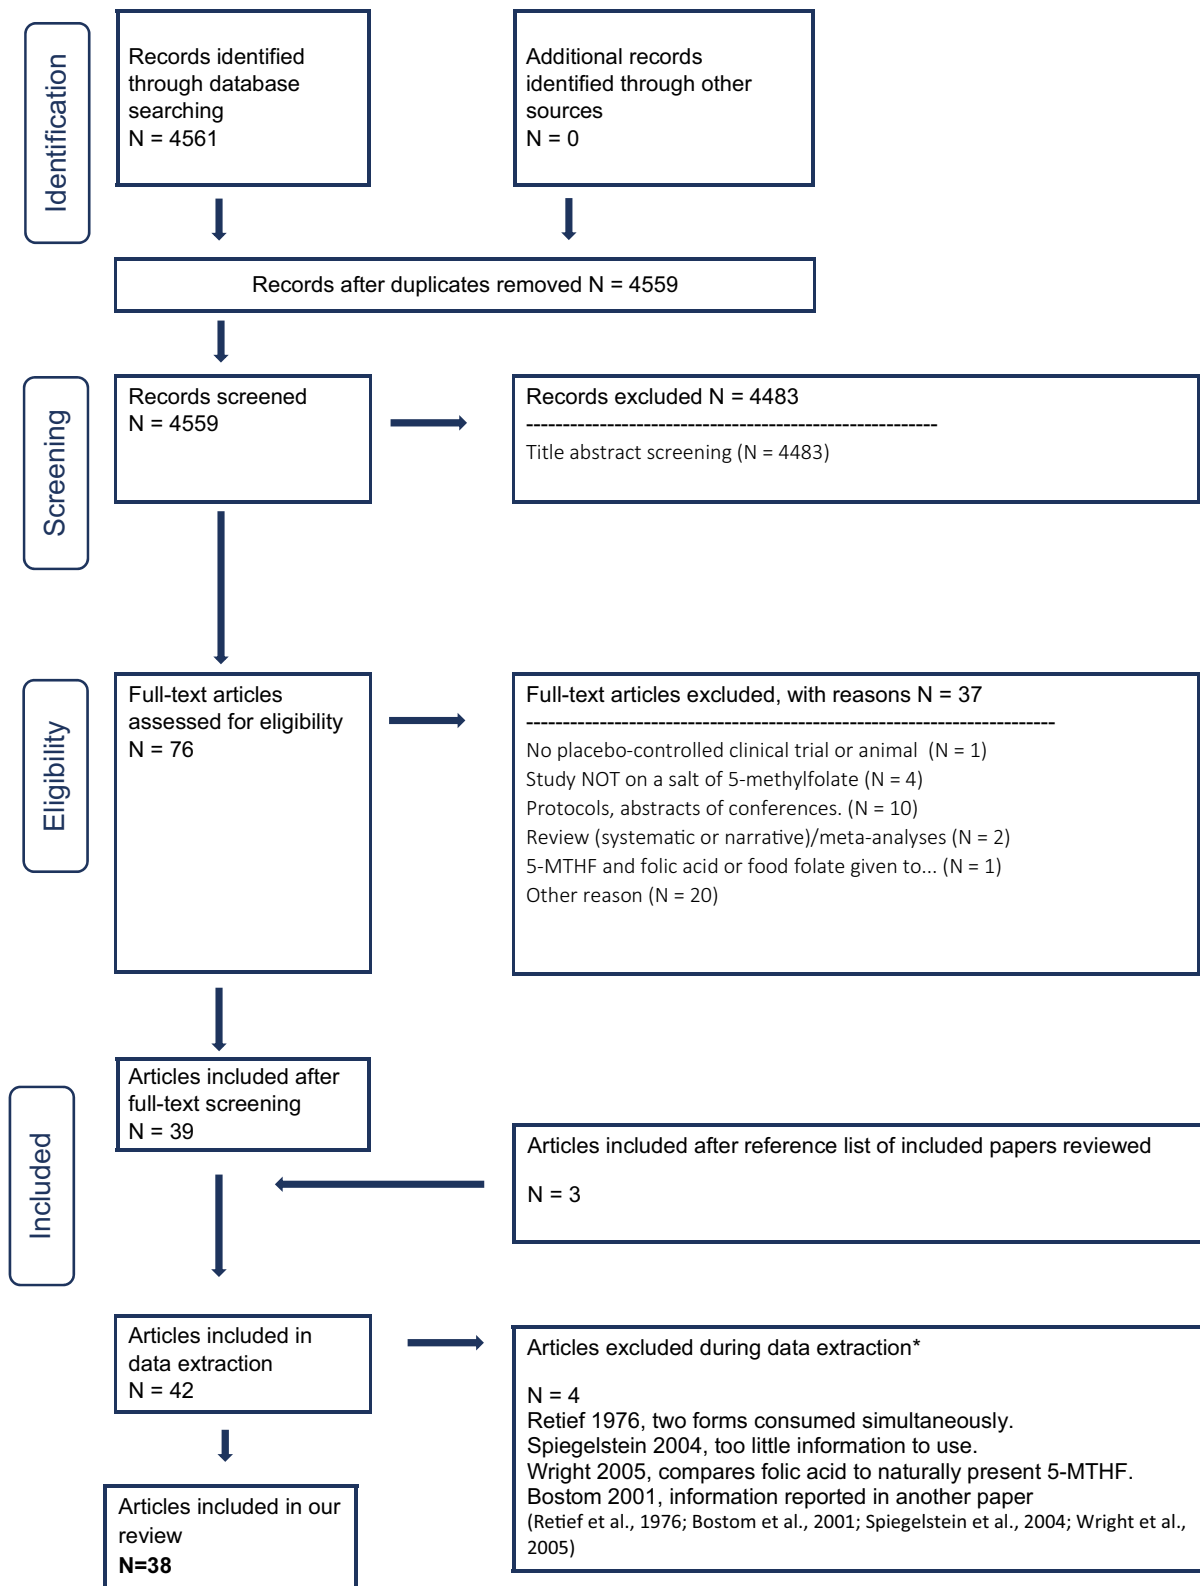 Identification
Records identified
through database
searching
N = 4561
Additional records
identified through other
sources
N = 0
Records after duplicates removed N = 4559
Screening
Records screened
N = 4559
Records excluded N = 4483
--------------------------------------------------------
Title abstract screening (N = 4483)
Eligibility
Full-text articles
assessed for eligibility
N = 76
Full-text articles excluded, with reasons N = 37
------------------------------------------------------------------------
No placebo-controlled clinical trial or animal (N = 1)
Study NOT on a salt of 5-methylfolate (N = 4)
Protocols, abstracts of conferences. (N = 10)
Review (systematic or narrative)/meta-analyses (N = 2)
5-MTHF and folic acid or food folate given to... (N = 1)
Other reason (N = 20)
Included
Articles included after
full-text screening
N = 39
Articles included after reference list of included papers reviewed
N = 3
Articles included in
data extraction
N = 42
Articles excluded during data extraction*
N = 4
Retief 1976, two forms consumed simultaneously.
Spiegelstein 2004, too little information to use.
Wright 2005, compares folic acid to naturally present 5-MTHF.
Bostom 2001, information reported in another paper
(Retief et al., 1976; Bostom et al., 2001; Spiegelstein et al., 2004; Wright et al.,
2005)
Articles included in our
review
N=38